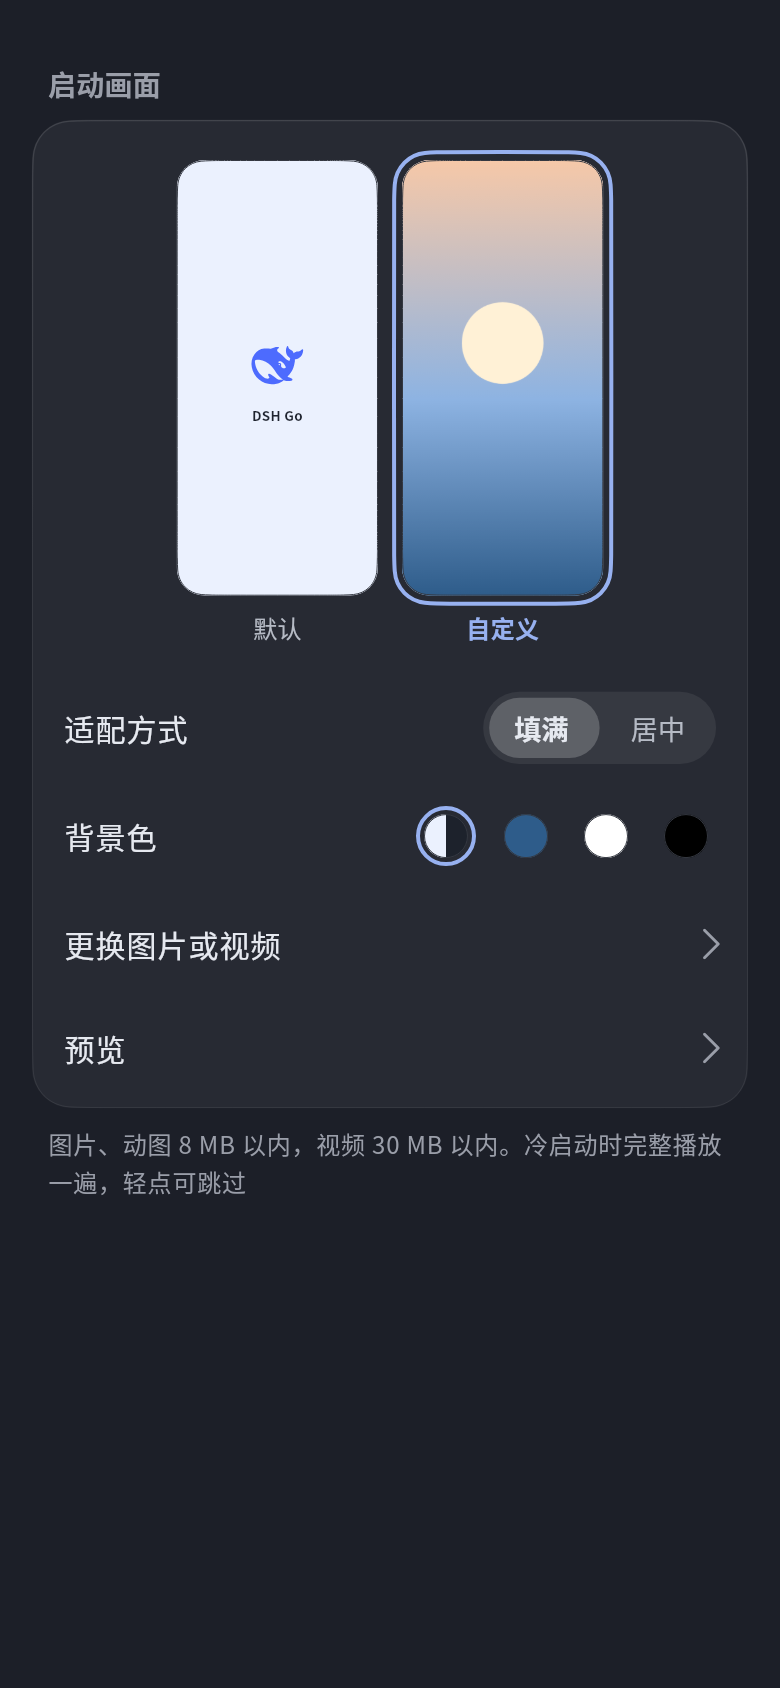 启动画面
DSH Go
默认
自定义
适配方式
填满
居中
背景色
更换图片或视频
预览
图片、动图 8 MB 以内，视频 30 MB 以内。冷启动时完整播放
一遍，轻点可跳过